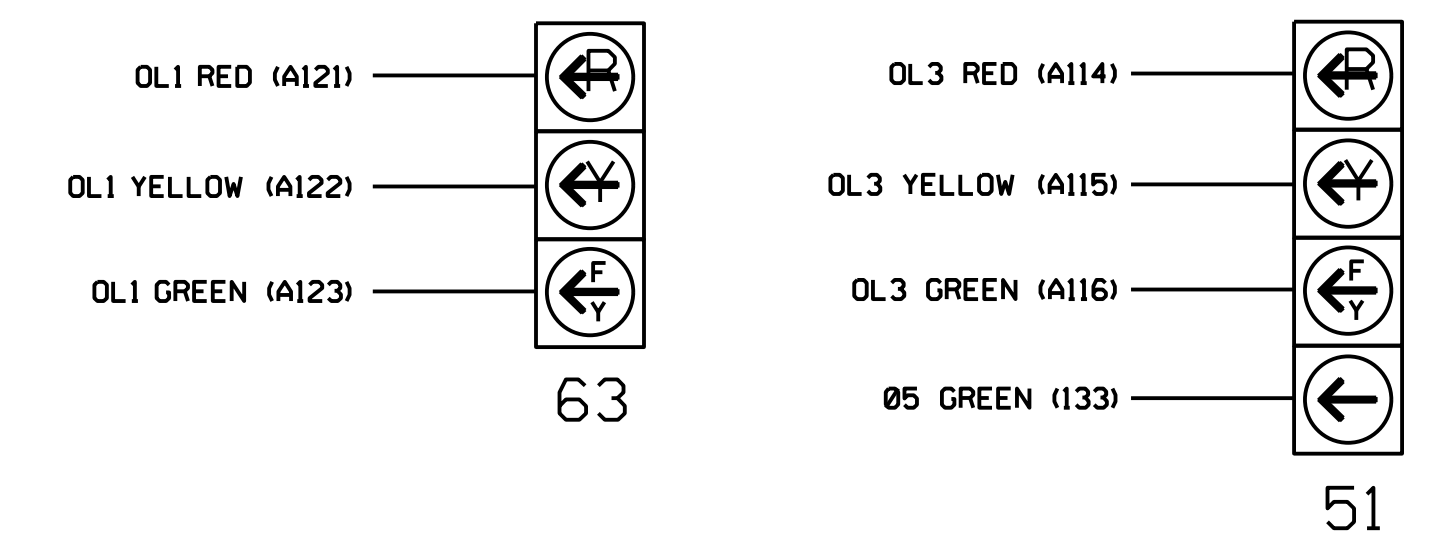 OL1 RED (A121)
R
OL1 YELLOW (A122)
Y
OL1 GREEN (A123)
F
Y
63
OL3 RED (A114)
R
OL3 YELLOW (A115)
Y
OL3 GREEN (A116)
F
Y
Ø5 GREEN (133)
51